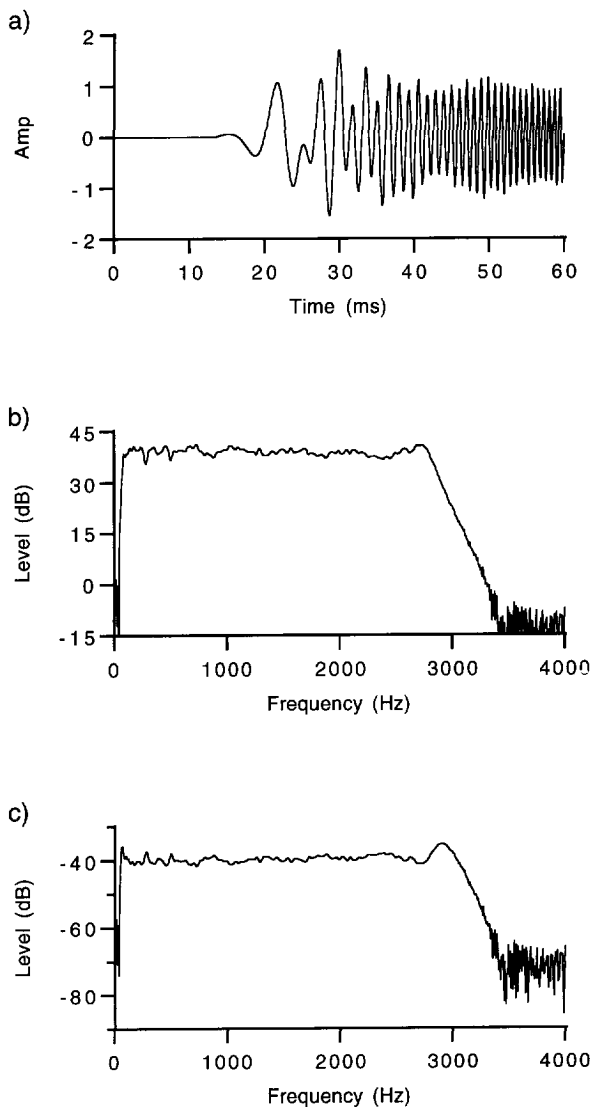 a)
2
1
0
-1
-2
Amp
0 10 20 30 40 50 60
Time (ms)
b)
45
30
15
0
-15
Level (dB)
0 1000 2000 3000 4000
Frequency (Hz)
c)
-40
-60
-80
Level (dB)
0 1000 2000 3000 4000
Frequency (Hz)